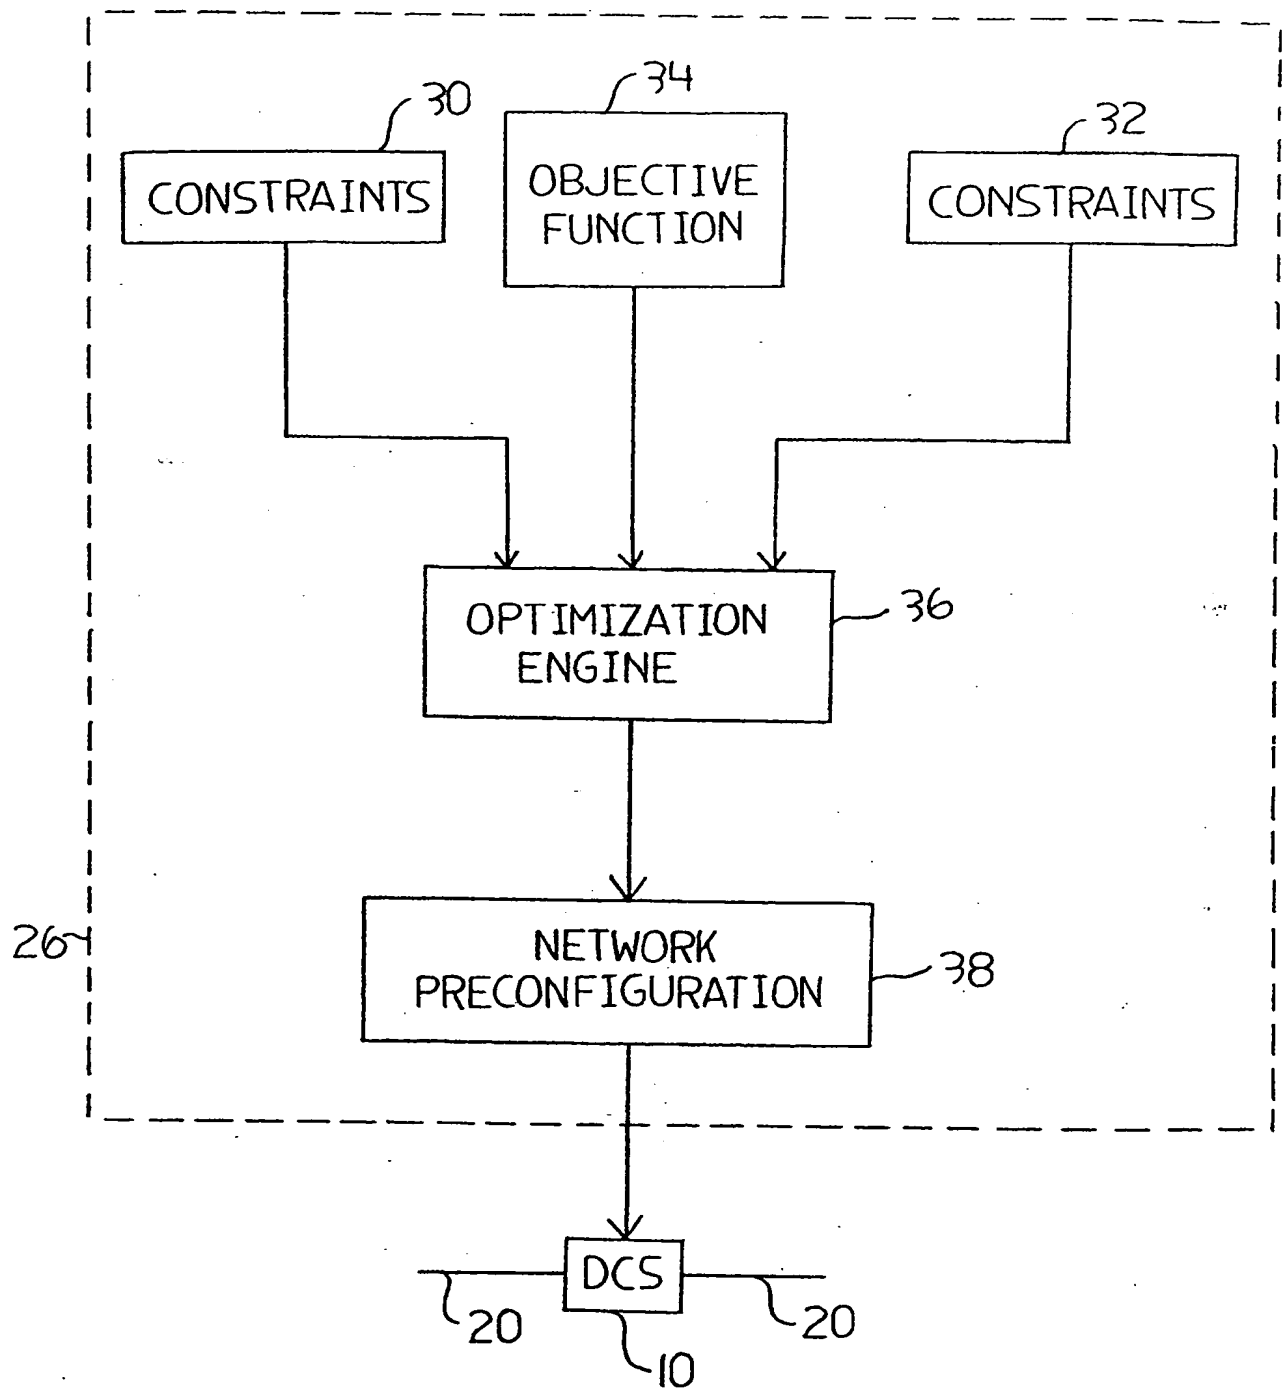 34
30
32
CONSTRAINTS
OBJECTIVE
FUNCTION
CONSTRAINTS
OPTIMIZATION
ENGINE
36
26
NETWORK
PRECONFIGURATION
38
DCS
20
20
10